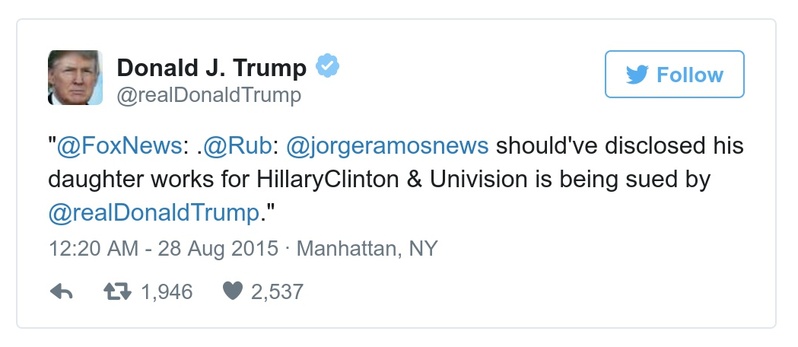 Donald J. Trump
Follow
@realDonaldTrump
"@FoxNews: .@Rub: @jorgeramosnews should've disclosed his
daughter works for HillaryClinton & Univision is being sued by
@realDonaldTrump."
12:20 AM - 28 Aug 2015 · Manhattan, NY
1,946 2,537